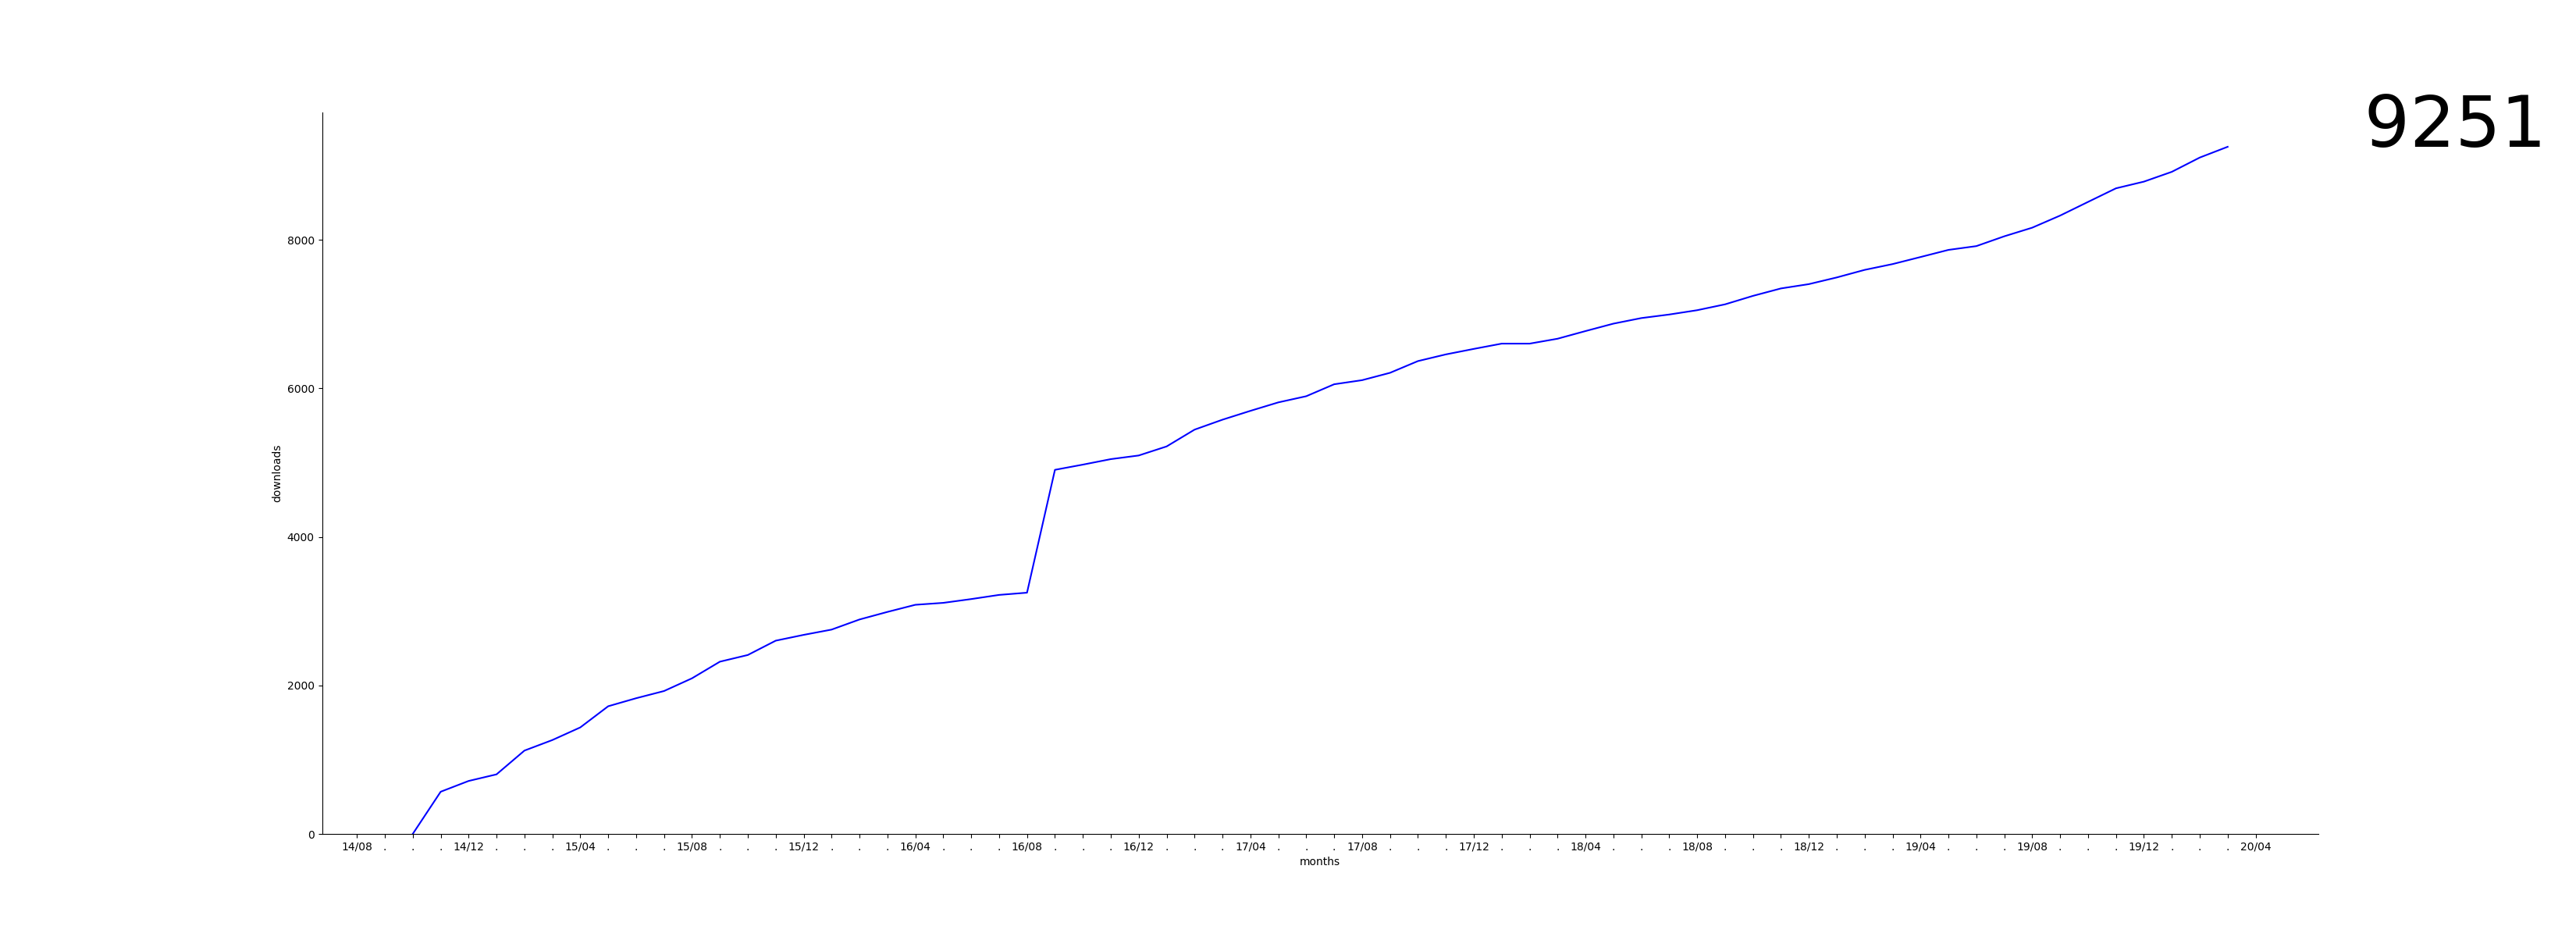 9251
8000
6000
4000
2000
0
downloads
14/08 . . . 14/12 . . . 15/04 . . . 15/08 . . . 15/12 . . . 16/04 . . . 16/08 . . . 16/12 . . . 17/04 . . . 17/08 . . . 17/12 . . . 18/04 . . . 18/08 . . . 18/12 . . . 19/04 . . . 19/08 . . . 19/12 . . . 20/04
months